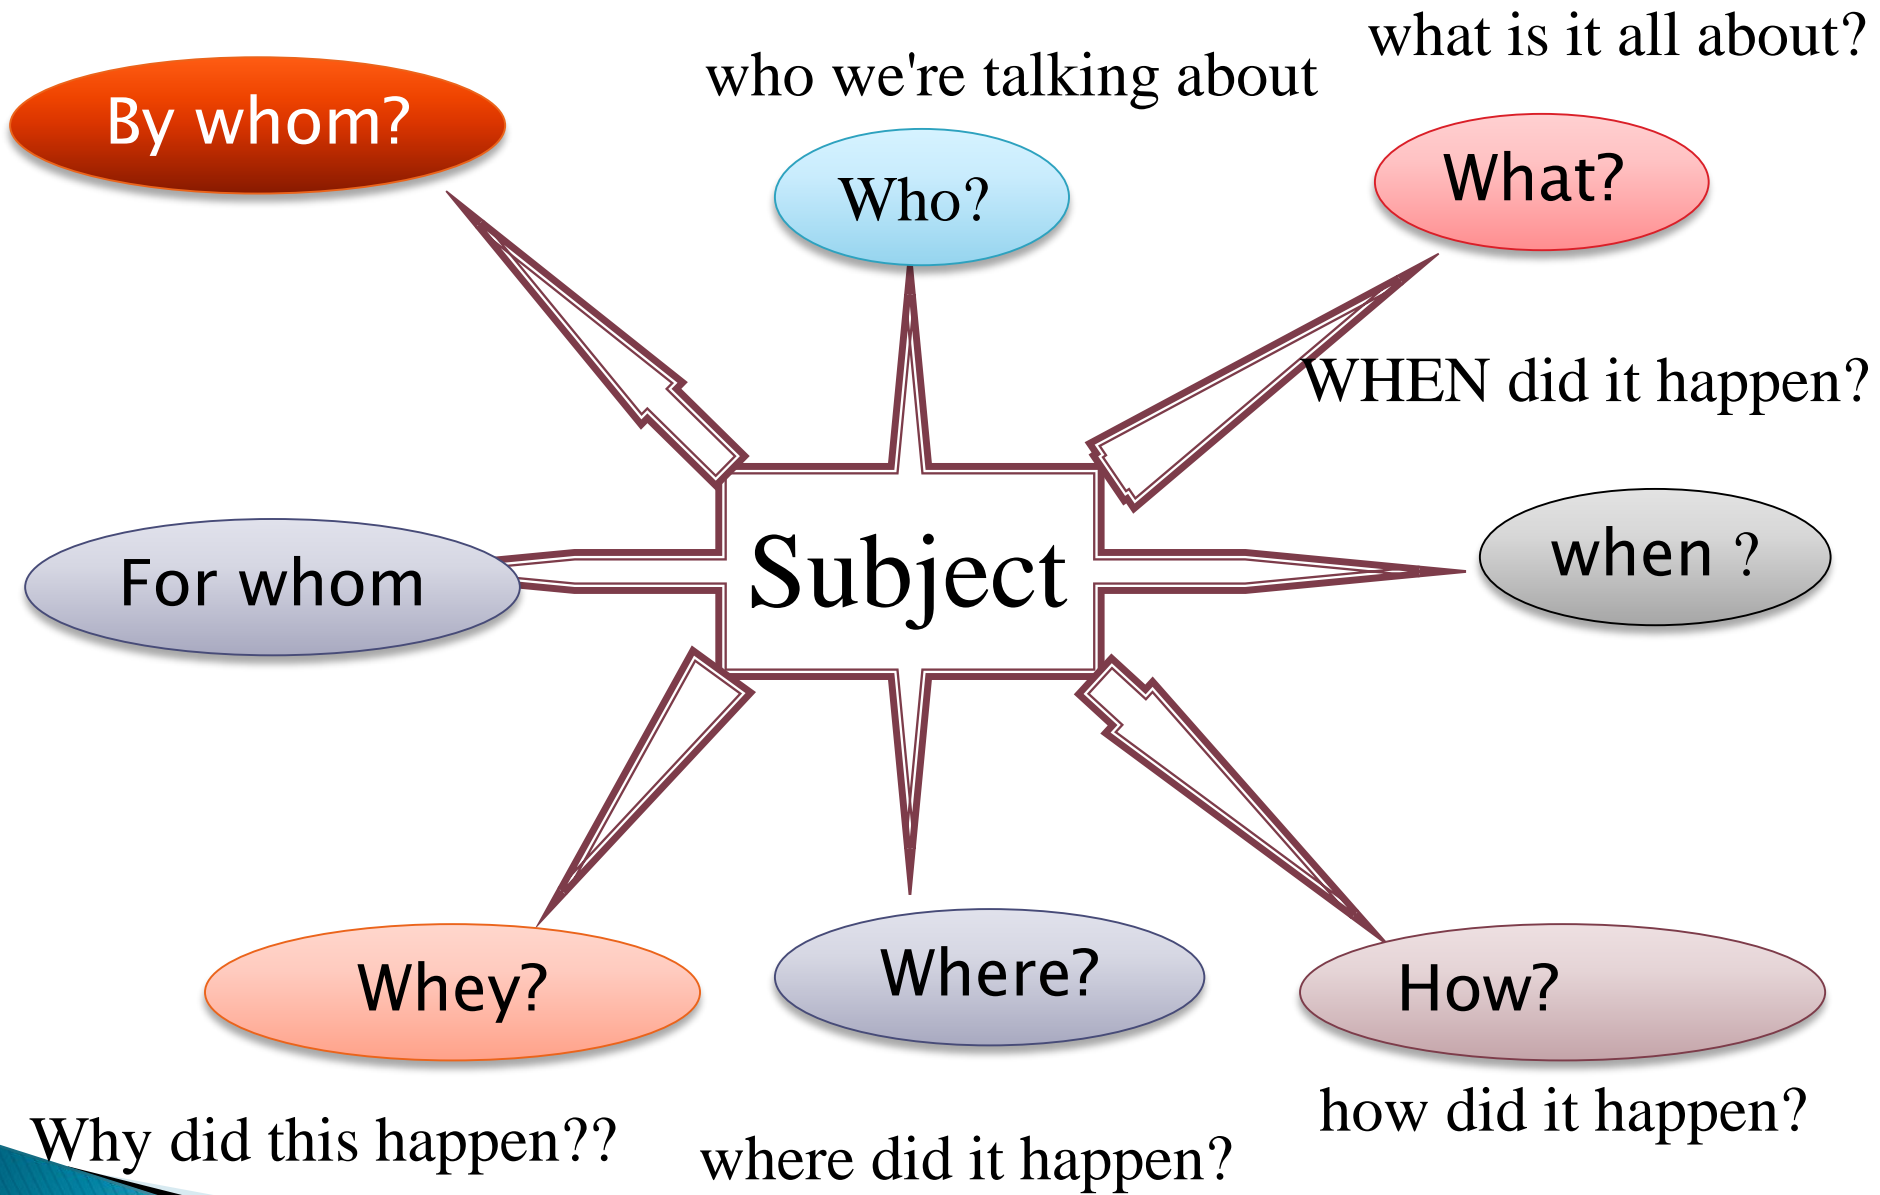 what is it all about?
who we're talking about
By whom?
Who?
What?
WHEN did it happen?
Subject
when ?
For whom
Whey?
Where?
How?
how did it happen?
Why did this happen??
where did it happen?